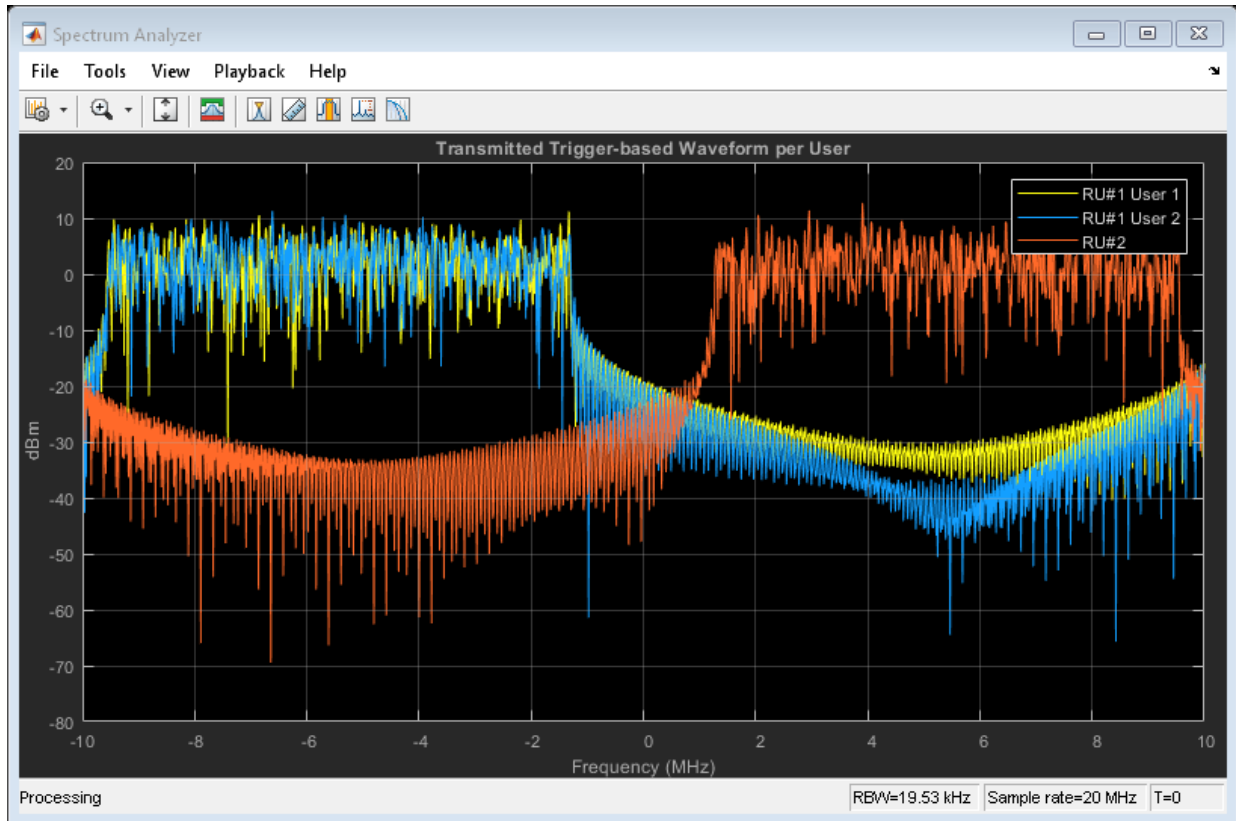 Spectrum Analyzer
File Tools View Playback Help
Transmitted Trigger-based Waveform per User
RU#1 User 1
RU#1 User 2
RU#2
20
10
0
-10
-20
-30
-40
-50
-60
-70
-80
dBm
-10 -8 -6 -4 -2 0 2 4 6 8 10
Frequency (MHz)
Processing RBW=19.53 kHz Sample rate=20 MHz T=0